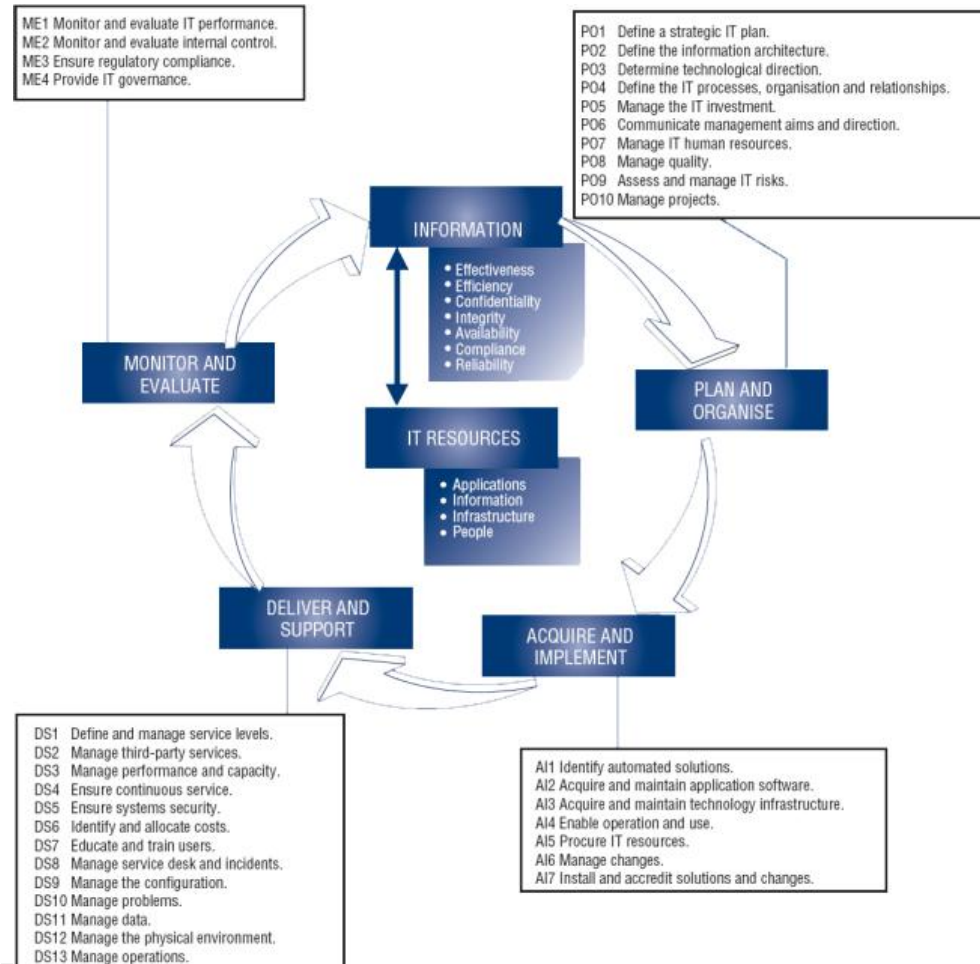 ME1 Monitor and evaluate IT performance.
ME2 Monitor and evaluate internal control.
ME3 Ensure regulatory compliance.
ME4 Provide IT governance.
PO1 Define a strategic IT plan.
PO2 Define the information architecture.
PO3 Determine technological direction.
PO4 Define the IT processes, organisation and relationships.
PO5 Manage the IT investment.
PO6 Communicate management aims and direction.
PO7 Manage IT human resources.
PO8 Manage quality.
PO9 Assess and manage IT risks.
PO10 Manage projects.
INFORMATION
• Effectiveness
• Efficiency
• Confidentiality
• Integrity
• Availability
• Compliance
• Reliability
MONITOR AND
EVALUATE
PLAN AND
ORGANISE
IT RESOURCES
• Applications
• Information
• Infrastructure
• People
DELIVER AND
SUPPORT
ACQUIRE AND
IMPLEMENT
DS1 Define and manage service levels.
DS2 Manage third-party services.
DS3 Manage performance and capacity.
DS4 Ensure continuous service.
DS5 Ensure systems security.
DS6 Identify and allocate costs.
DS7 Educate and train users.
DS8 Manage service desk and incidents.
DS9 Manage the configuration.
DS10 Manage problems.
DS11 Manage data.
DS12 Manage the physical environment.
DS13 Manage operations.
AI1 Identify automated solutions.
AI2 Acquire and maintain application software.
AI3 Acquire and maintain technology infrastructure.
AI4 Enable operation and use.
AI5 Procure IT resources.
AI6 Manage changes.
AI7 Install and accredit solutions and changes.